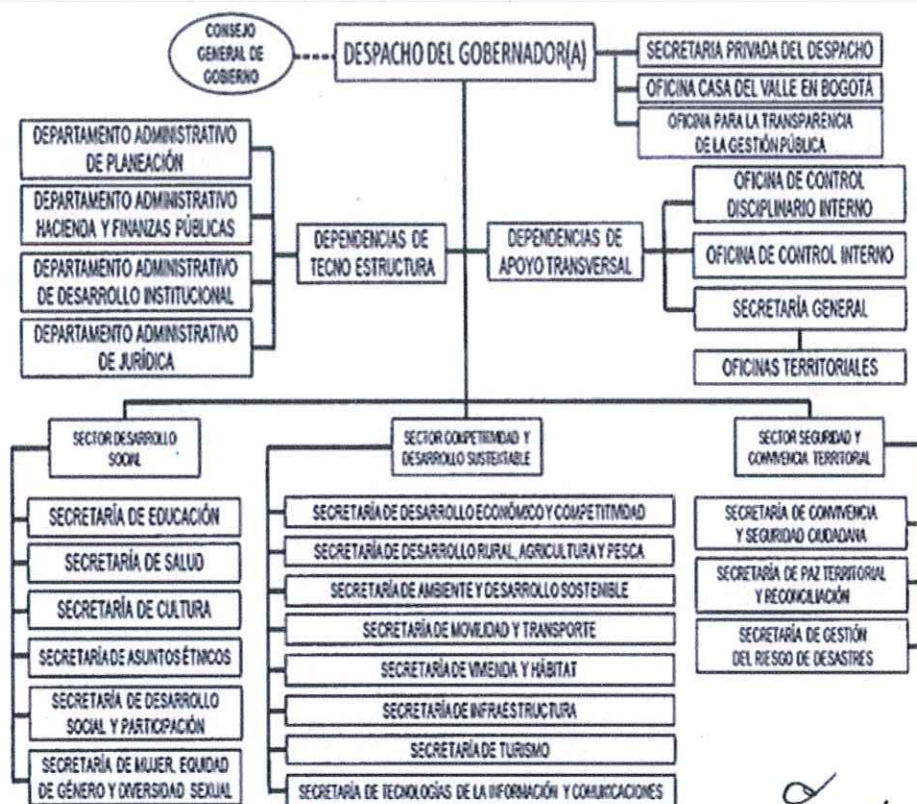 CONSEJO
GENERAL DE
GOBIERNO
DESPACHO DEL GOBERNADOR(A)
SECRETARIA PRIVADA DEL DESPACHO
OFICINA CASA DEL VALLE EN BOGOTA
OFICINA PARA LA TRANSPARENCIA
DE LA GESTIÓN PÚBLICA
DEPARTAMENTO ADMINISTRATIVO
DE PLANEACIÓN
DEPARTAMENTO ADMINISTRATIVO
HACIENDA Y FINANZAS PÚBLICAS
DEPARTAMENTO ADMINISTRATIVO
DE DESARROLLO INSTITUCIONAL
DEPARTAMENTO ADMINISTRATIVO
DE JURÍDICA
DEPENDENCIAS DE
TECNO ESTRUCTURA
DEPENDENCIAS DE
APOYO TRANSVERSAL
OFICINA DE CONTROL
DISCIPLINARIO INTERNO
OFICINA DE CONTROL INTERNO
SECRETARÍA GENERAL
OFICINAS TERRITORIALES
SECTOR DESARROLLO
SOCIAL
SECRETARÍA DE EDUCACIÓN
SECRETARÍA DE SALUD
SECRETARÍA DE CULTURA
SECRETARÍA DE ASUNTOS ÉTNICOS
SECRETARÍA DE DESARROLLO
SOCIAL Y PARTICIPACIÓN
SECRETARÍA DE MUJER, EQUIDAD
DE GÉNERO Y DIVERSIDAD SEXUAL
SECTOR COMPETITIVIDAD Y
DESARROLLO SUSTENTABLE
SECRETARÍA DE DESARROLLO ECONÓMICO Y COMPETITIVIDAD
SECRETARÍA DE DESARROLLO RURAL, AGRICULTURA Y PESCA
SECRETARÍA DE AMBIENTE Y DESARROLLO SOSTENIBLE
SECRETARÍA DE MOVILIDAD Y TRANSPORTE
SECRETARÍA DE VIVIENDA Y HÁBITAT
SECRETARÍA DE INFRAESTRUCTURA
SECRETARÍA DE TURISMO
SECRETARÍA DE TECNOLOGÍAS DE LA INFORMACIÓN Y COMUNICACIONES
SECTOR SEGURIDAD Y
CONVIVENCIA TERRITORIAL
SECRETARÍA DE CONVIVENCIA
Y SEGURIDAD CIUDADANA
SECRETARÍA DE PAZ TERRITORIAL
Y RECONCILIACIÓN
SECRETARÍA DE GESTIÓN
DEL RIESGO DE DESASTRES